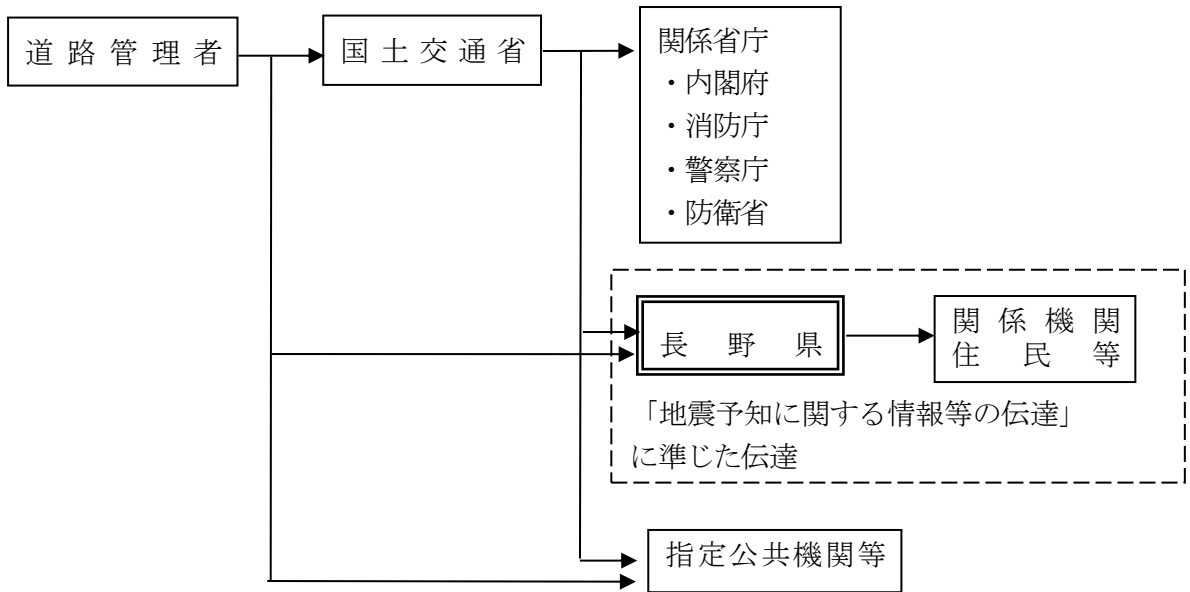 道路管理者
国土交通省
関係省庁
・内閣府
・消防庁
・警察庁
・防衛省
長野県
関係機関
住民等
「地震予知に関する情報等の伝達」
に準じた伝達
指定公共機関等